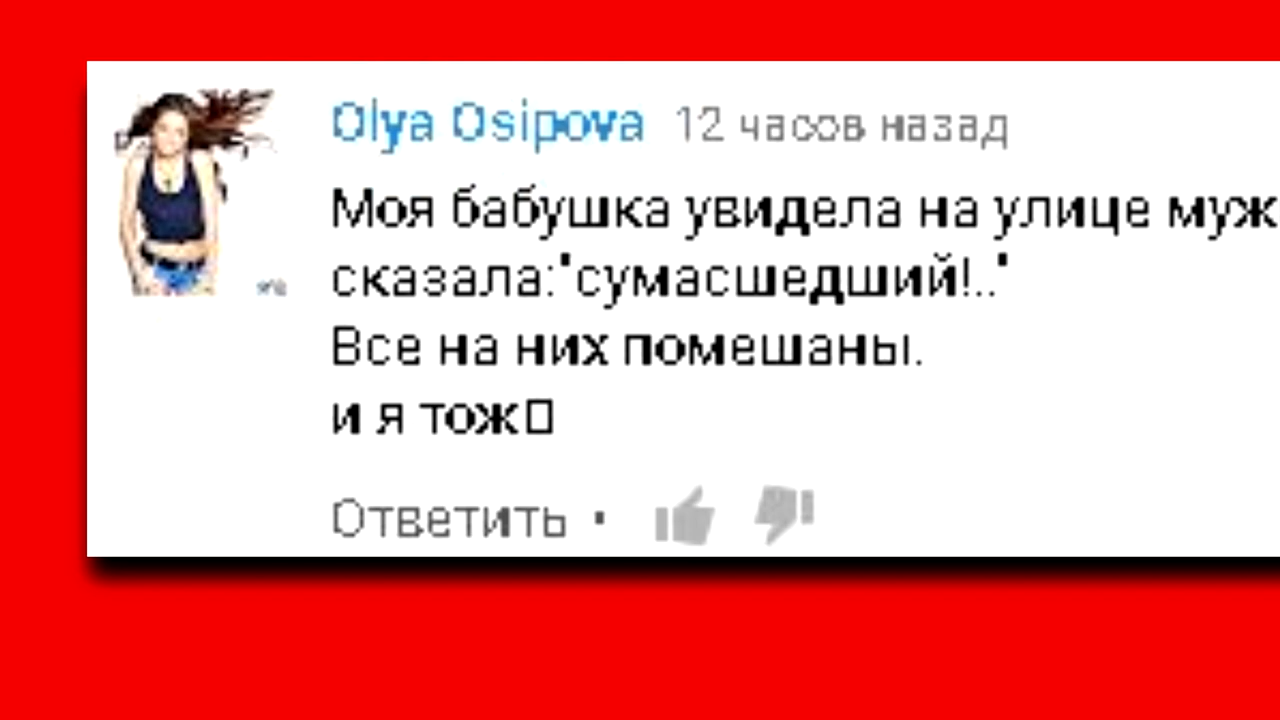 Olya Osipova 12 часов назад
Моя бабушка увидела на улице муж
сказала:"сумасшедший!.."
Все на них помешаны.
и я тож
Ответить •